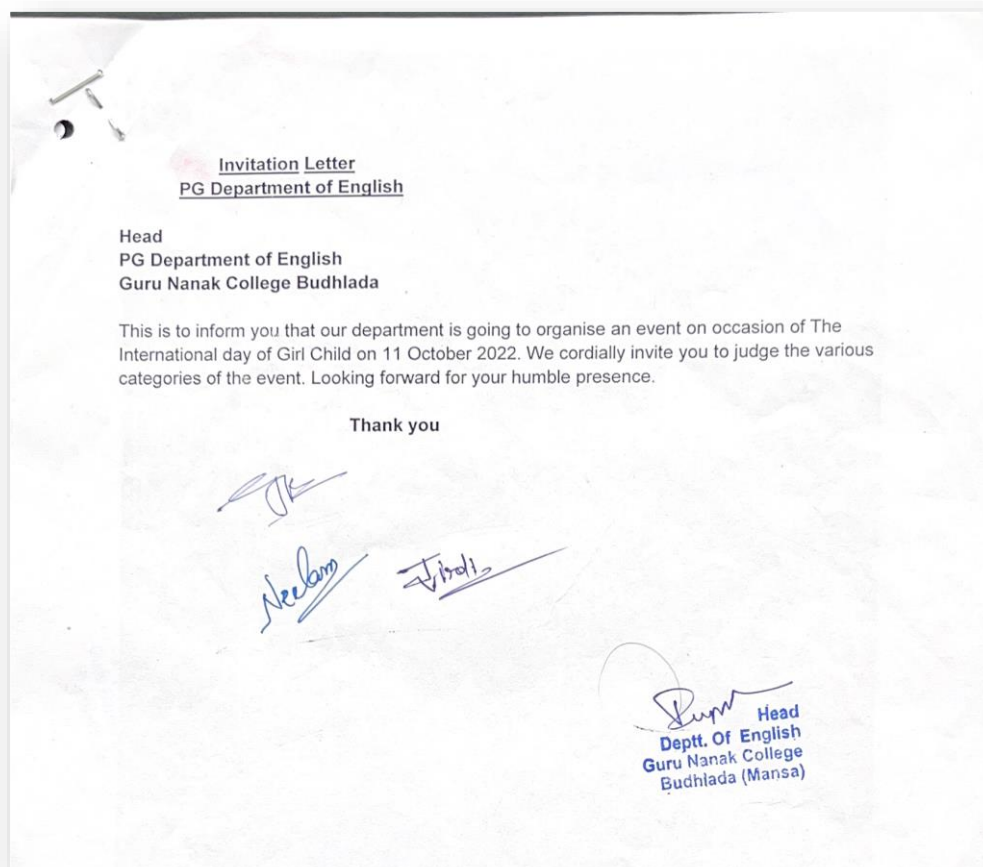 Invitation Letter
PG Department of English
Head
PG Department of English
Guru Nanak College Budhlada
This is to inform you that our department is going to organise an event on occasion of The
International day of Girl Child on 11 October 2022. We cordially invite you to judge the various
categories of the event. Looking forward for your humble presence.
Thank you
Neelam
Head
Deptt. Of English
Guru Nanak College
Budhlada (Mansa)